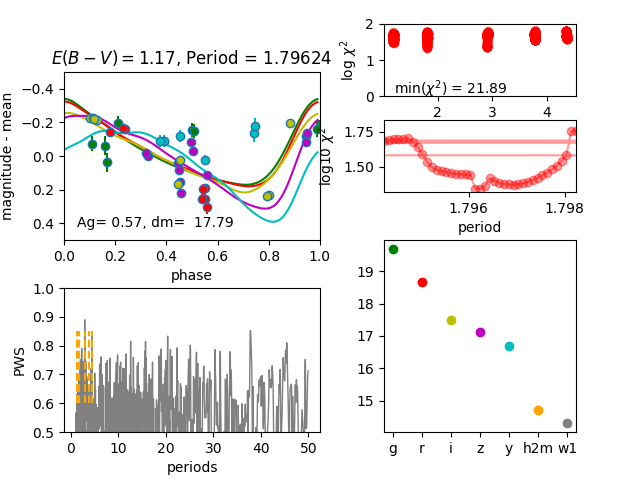 E(B − V) = 1.17, Period = 1.79624
magnitude - mean
−0.4
−0.2
0.0
0.2
0.4
Ag= 0.57, dm=  17.79
0.0 0.2 0.4 0.6 0.8 1.0
phase
log χ²
2
1
0
min(χ²) = 21.89
2 3 4
log10 χ²
1.75
1.50
1.796 1.798
period
PWS
1.0
0.9
0.8
0.7
0.6
0.5
0 10 20 30 40 50
periods
19
18
17
16
15
g r i z y h2m w1